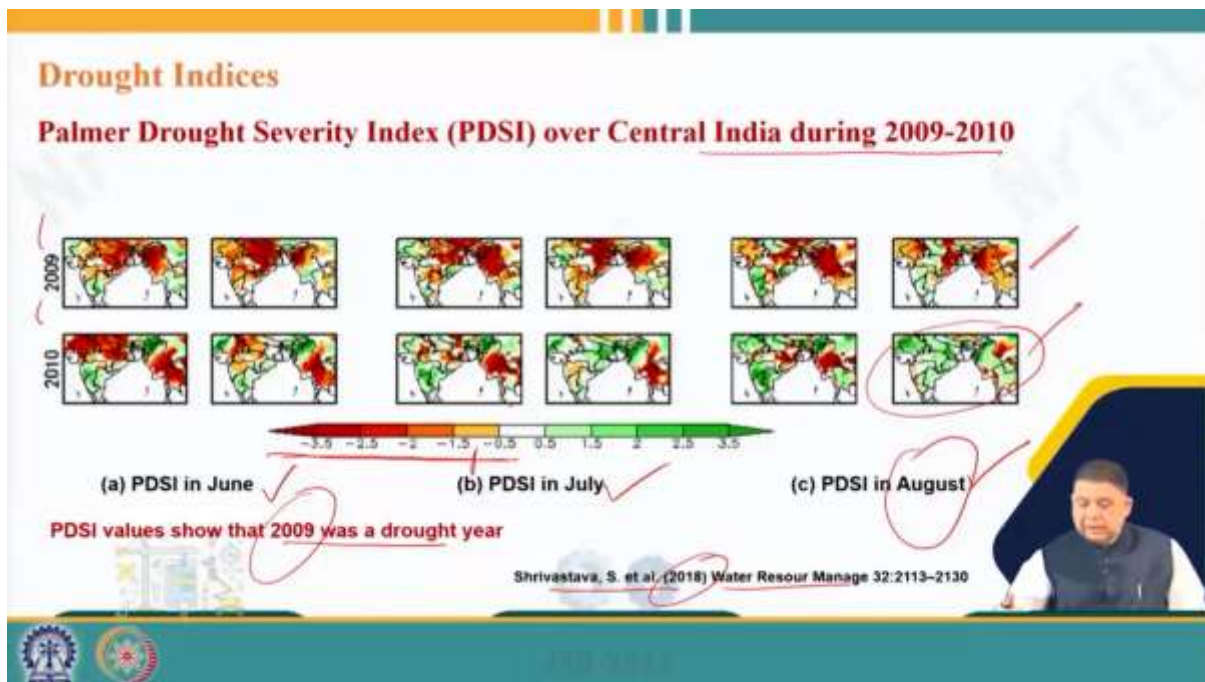 Drought Indices
Palmer Drought Severity Index (PDSI) over Central India during 2009-2010
2009
2010
-3.5 -2.5 -2 -1.5 -0.5 0.5 1.5 2 2.5 3.5
(a) PDSI in June
(b) PDSI in July
(c) PDSI in August
PDSI values show that 2009 was a drought year
Shrivastava, S. et al. (2018) Water Resour Manage 32:2113–2130
NPTEL